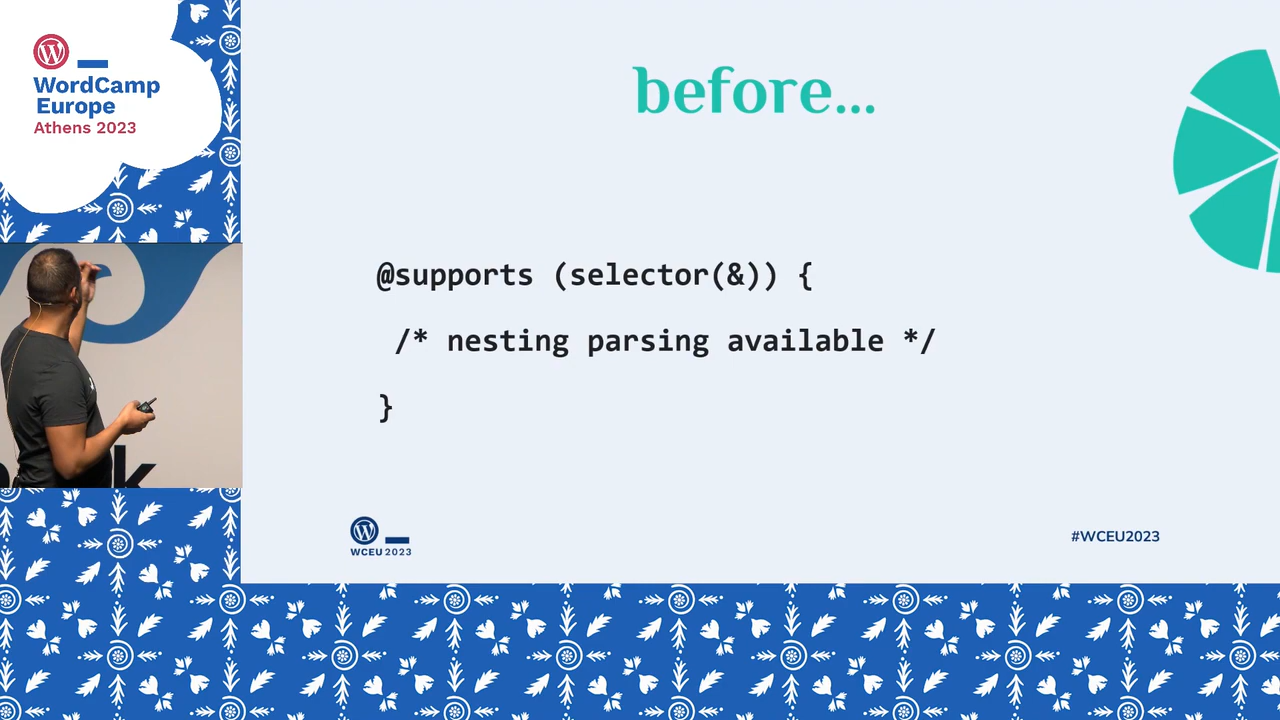 WordCamp
Europe
Athens 2023
before...
@supports (selector(&)) {
/* nesting parsing available */
}
WCEU 2023
#WCEU2023